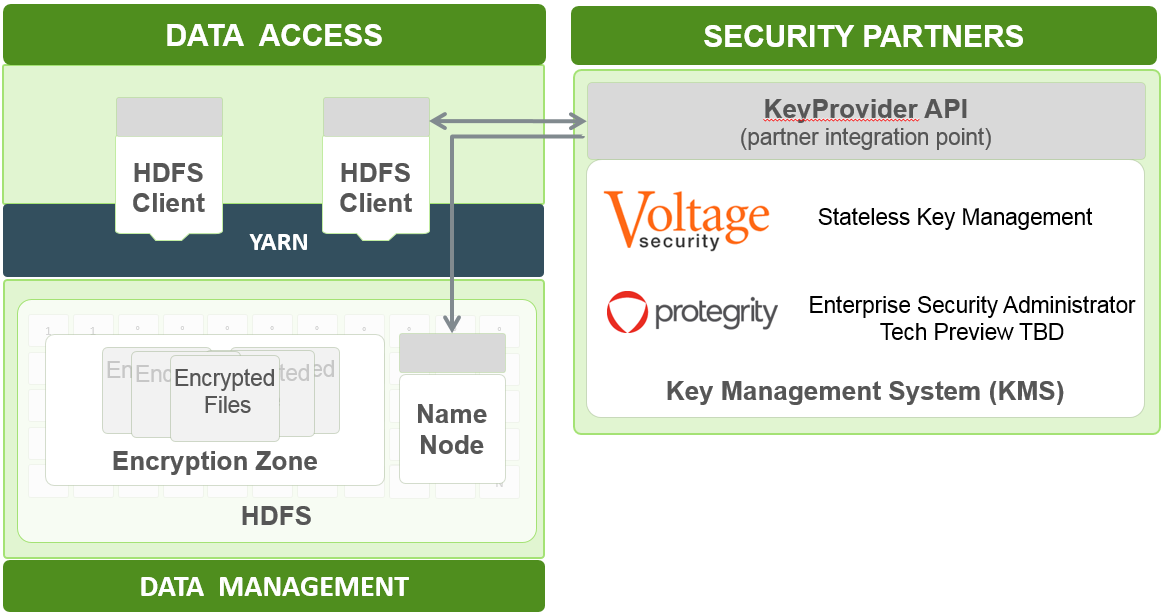 DATA ACCESS
HDFS
Client
HDFS
Client
YARN
1
1
Encrypted
Files
Encryption Zone
Name
Node
HDFS
DATA MANAGEMENT
SECURITY PARTNERS
KeyProvider API
(partner integration point)
Voltage
security
Stateless Key Management
protegrity
Enterprise Security Administrator
Tech Preview TBD
Key Management System (KMS)